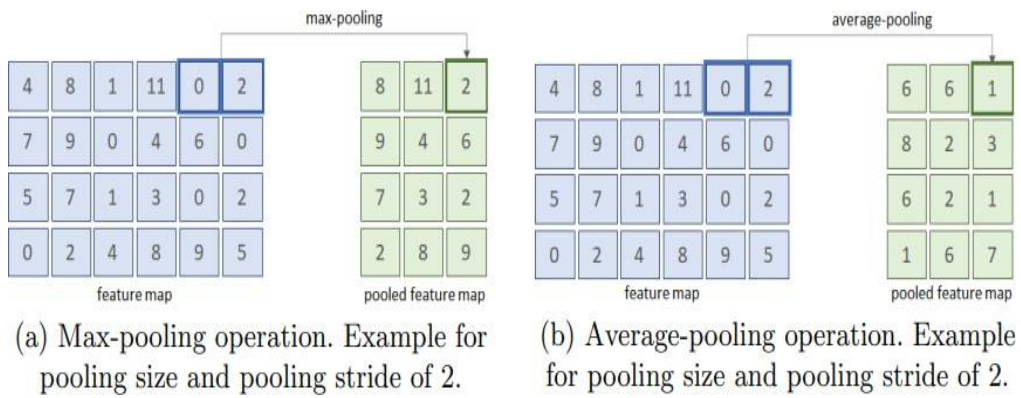 max-pooling
4 8 1 11 0 2
7 9 0 4 6 0
5 7 1 3 0 2
0 2 4 8 9 5
feature map
8 11 2
9 4 6
7 3 2
2 8 9
pooled feature map
(a) Max-pooling operation. Example for
pooling size and pooling stride of 2.
average-pooling
4 8 1 11 0 2
7 9 0 4 6 0
5 7 1 3 0 2
0 2 4 8 9 5
feature map
6 6 1
8 2 3
6 2 1
1 6 7
pooled feature map
(b) Average-pooling operation. Example
for pooling size and pooling stride of 2.